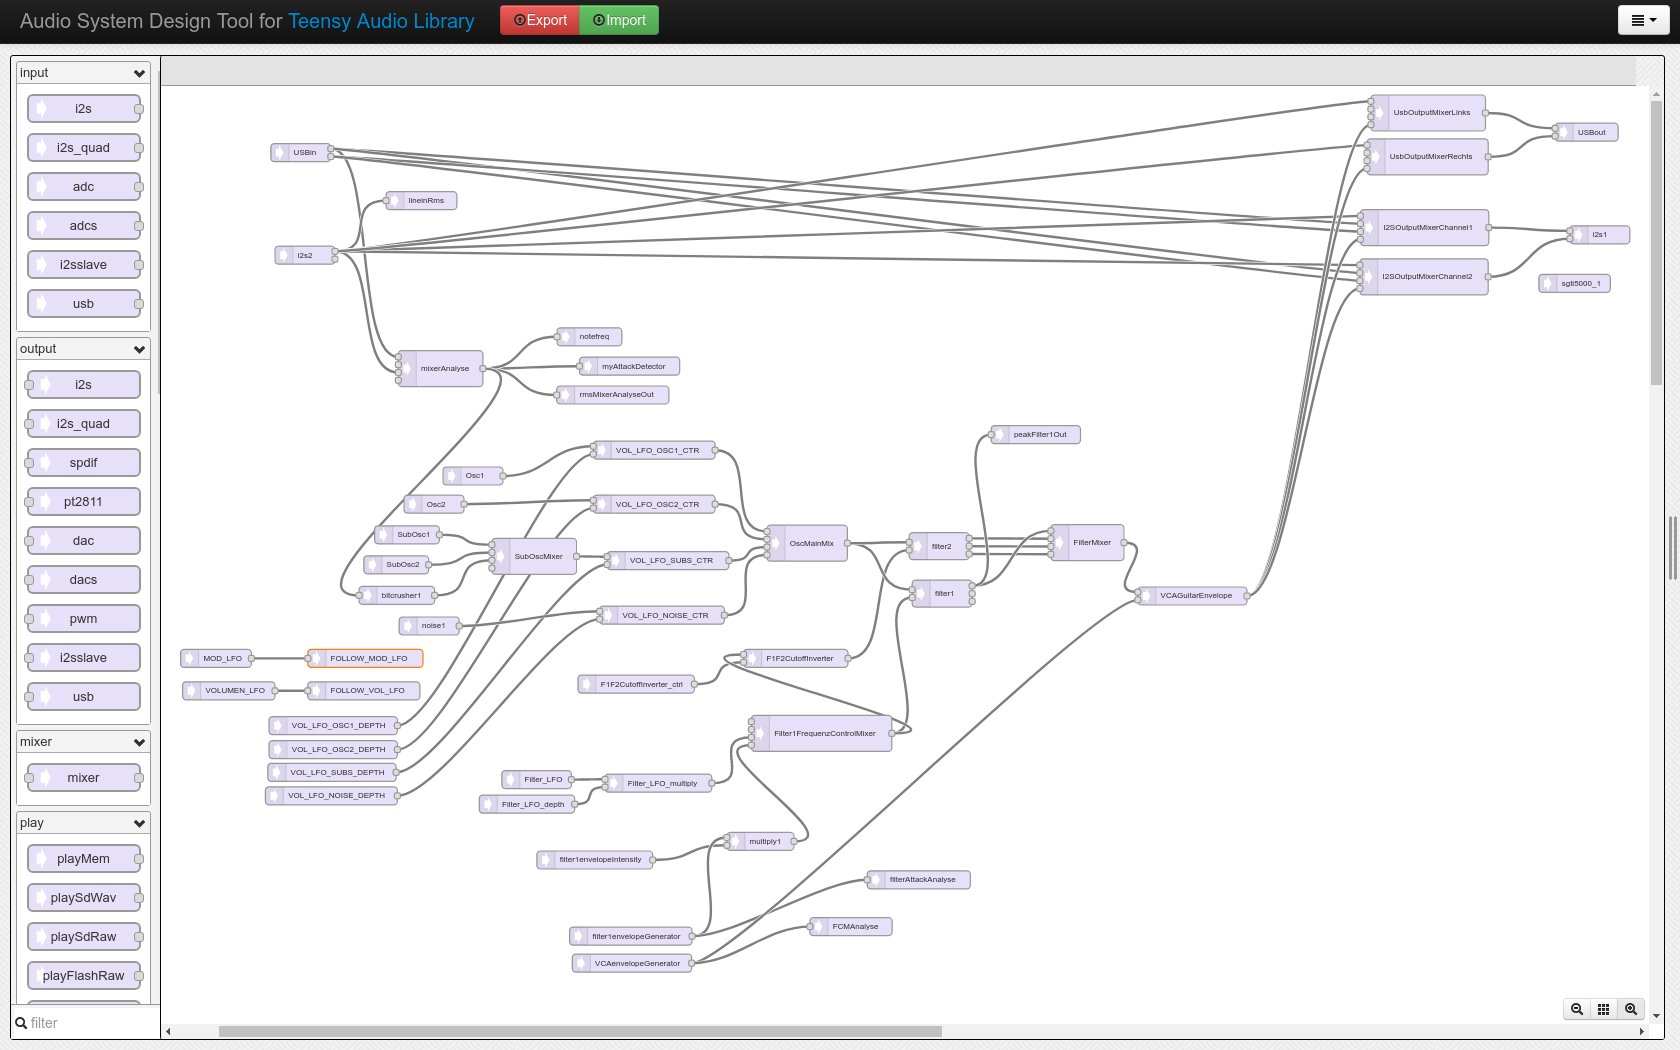 Audio System Design Tool for Teensy Audio Library
Export
Import
input
i2s
i2s_quad
adc
adcs
i2sslave
usb
output
i2s
i2s_quad
spdif
pt2811
dac
dacs
pwm
i2sslave
usb
mixer
mixer
play
playMem
playSdWav
playSdRaw
playFlashRaw
filter
UsbOutputMixerLinks
USBout
USBin
UsbOutputMixerRechts
lineinRms
i2SOutputMixerChannel1
i2s1
i2s2
i2SOutputMixerChannel2
sgtl5000_1
notefreq
mixerAnalyse
myAttackDetector
rmsMixerAnalyseOut
peakFilter1Out
VOL_LFO_OSC1_CTR
Osc1
Osc2
VOL_LFO_OSC2_CTR
SubOsc1
OscMainMix
filter2
FilterMixer
SubOscMixer
SubOsc2
VOL_LFO_SUBS_CTR
bitcrusher1
filter1
VCAGuitarEnvelope
noise1
VOL_LFO_NOISE_CTR
MOD_LFO
FOLLOW_MOD_LFO
F1F2CutoffInverter
VOLUMEN_LFO
FOLLOW_VOL_LFO
F1F2CutoffInverter_ctrl
VOL_LFO_OSC1_DEPTH
Filter1FrequenzControlMixer
VOL_LFO_OSC2_DEPTH
VOL_LFO_SUBS_DEPTH
Filter_LFO
Filter_LFO_multiply
VOL_LFO_NOISE_DEPTH
Filter_LFO_depth
multiply1
filter1envelopeIntensity
filterAttackAnalyse
FCMAnalyse
filter1envelopeGenerator
VCAenvelopeGenerator